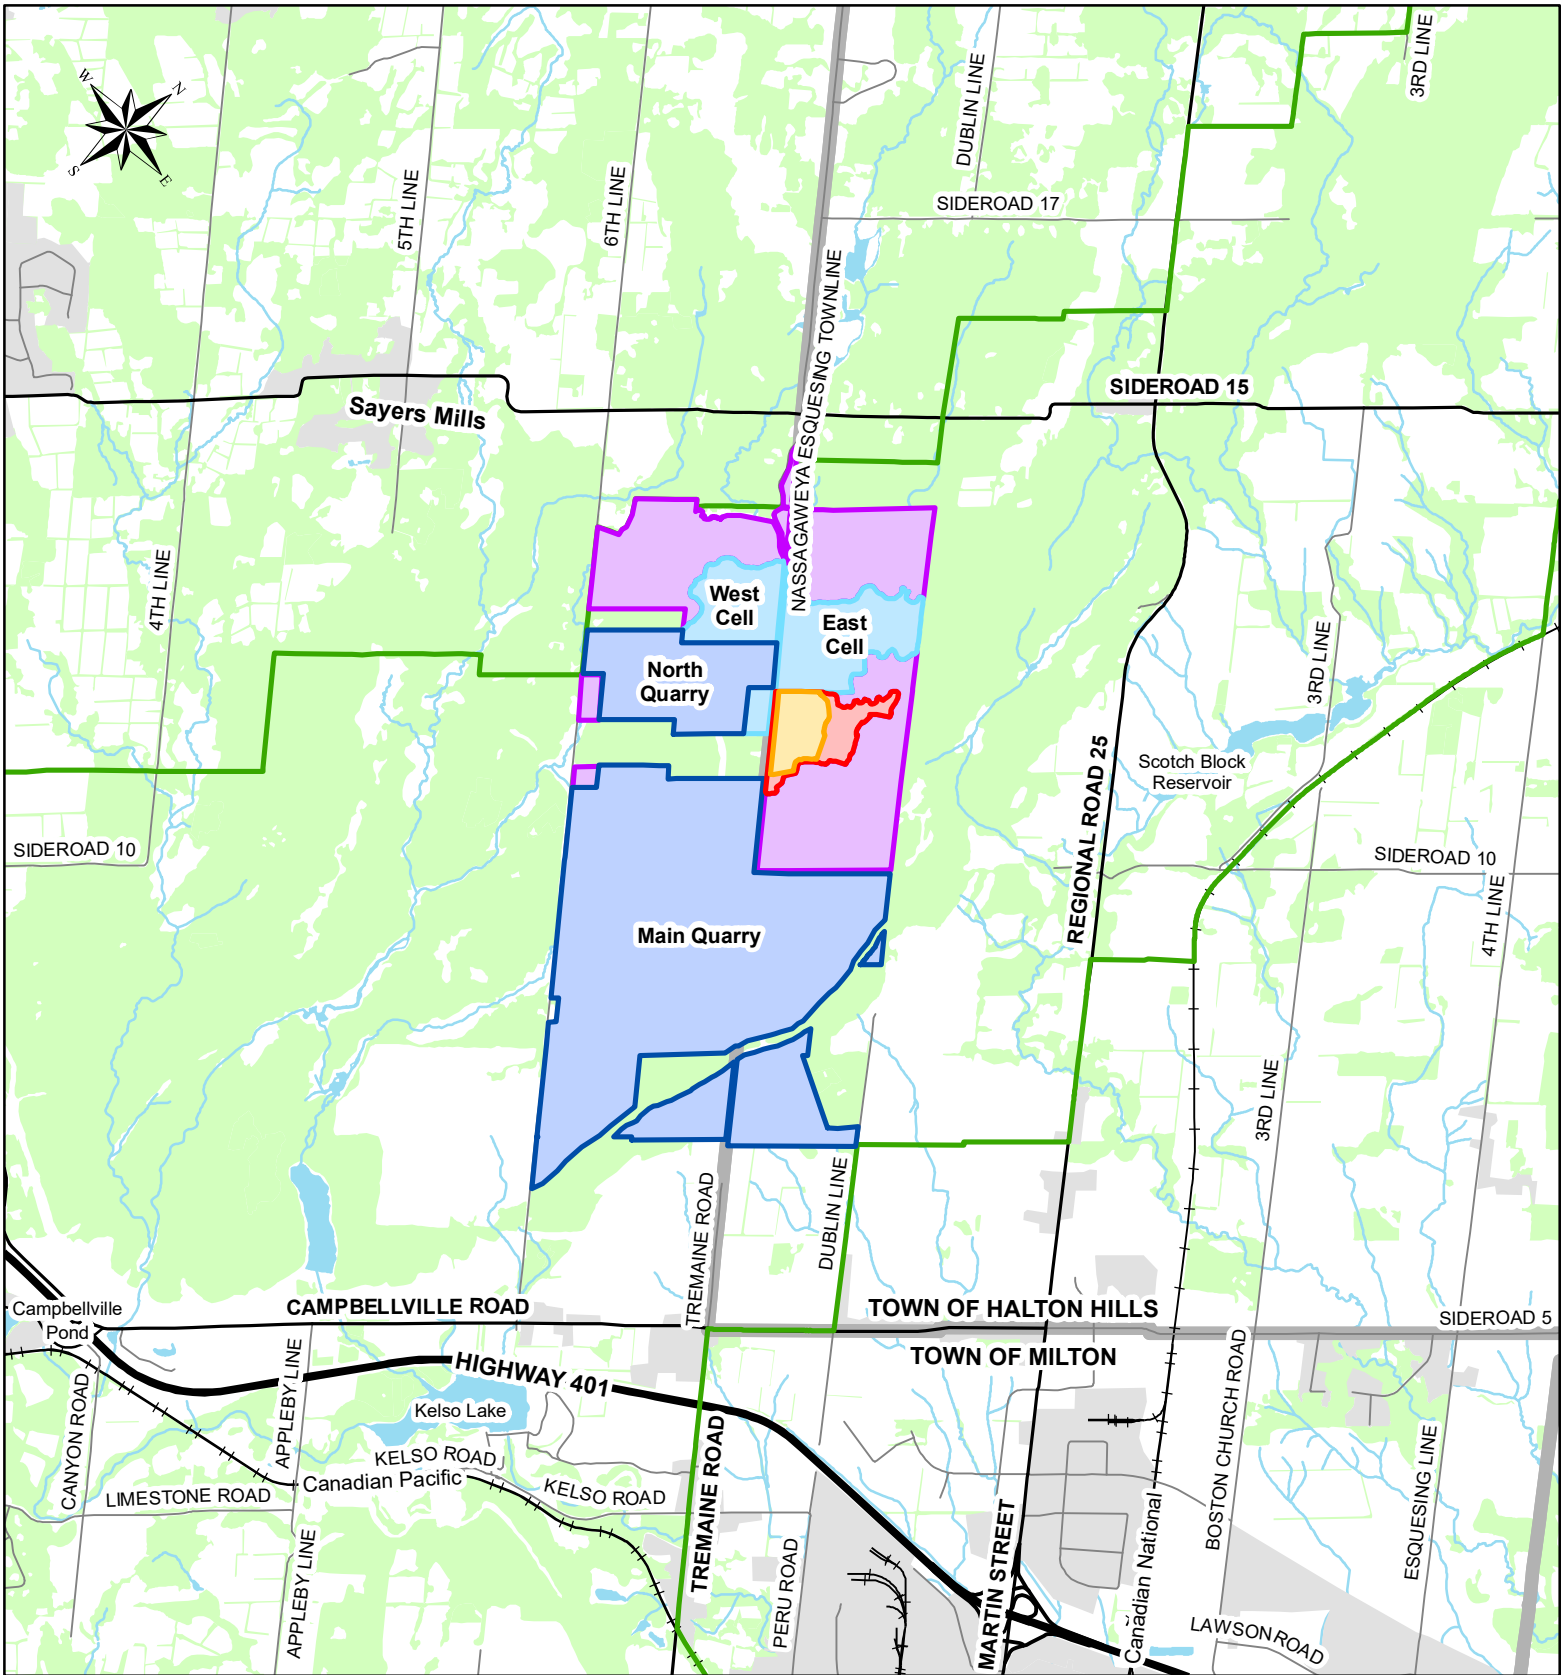 3RD LINE
DUBLIN LINE
W
N
S
E
5TH LINE
6TH LINE
SIDEROAD 17
NASSAGAWEYA ESQUESING TOWNLINE
SIDEROAD 15
Sayers Mills
4TH LINE
West
Cell
East
Cell
North
Quarry
3RD LINE
Scotch Block
Reservoir
REGIONAL ROAD 25
SIDEROAD 10
SIDEROAD 10
4TH LINE
Main Quarry
3RD LINE
TREMAINE ROAD
DUBLIN LINE
Campbellville
Pond
CAMPBELLVILLE ROAD
TOWN OF HALTON HILLS
SIDEROAD 5
TOWN OF MILTON
HIGHWAY 401
CANYON ROAD
APPLEBY LINE
Kelso Lake
BOSTON CHURCH ROAD
KELSO ROAD
Canadian Pacific
KELSO ROAD
LIMESTONE ROAD
TREMAINE ROAD
ESQUESING LINE
APPLEBY LINE
PERU ROAD
MARTIN STREET
Canadian National
LAWSON ROAD